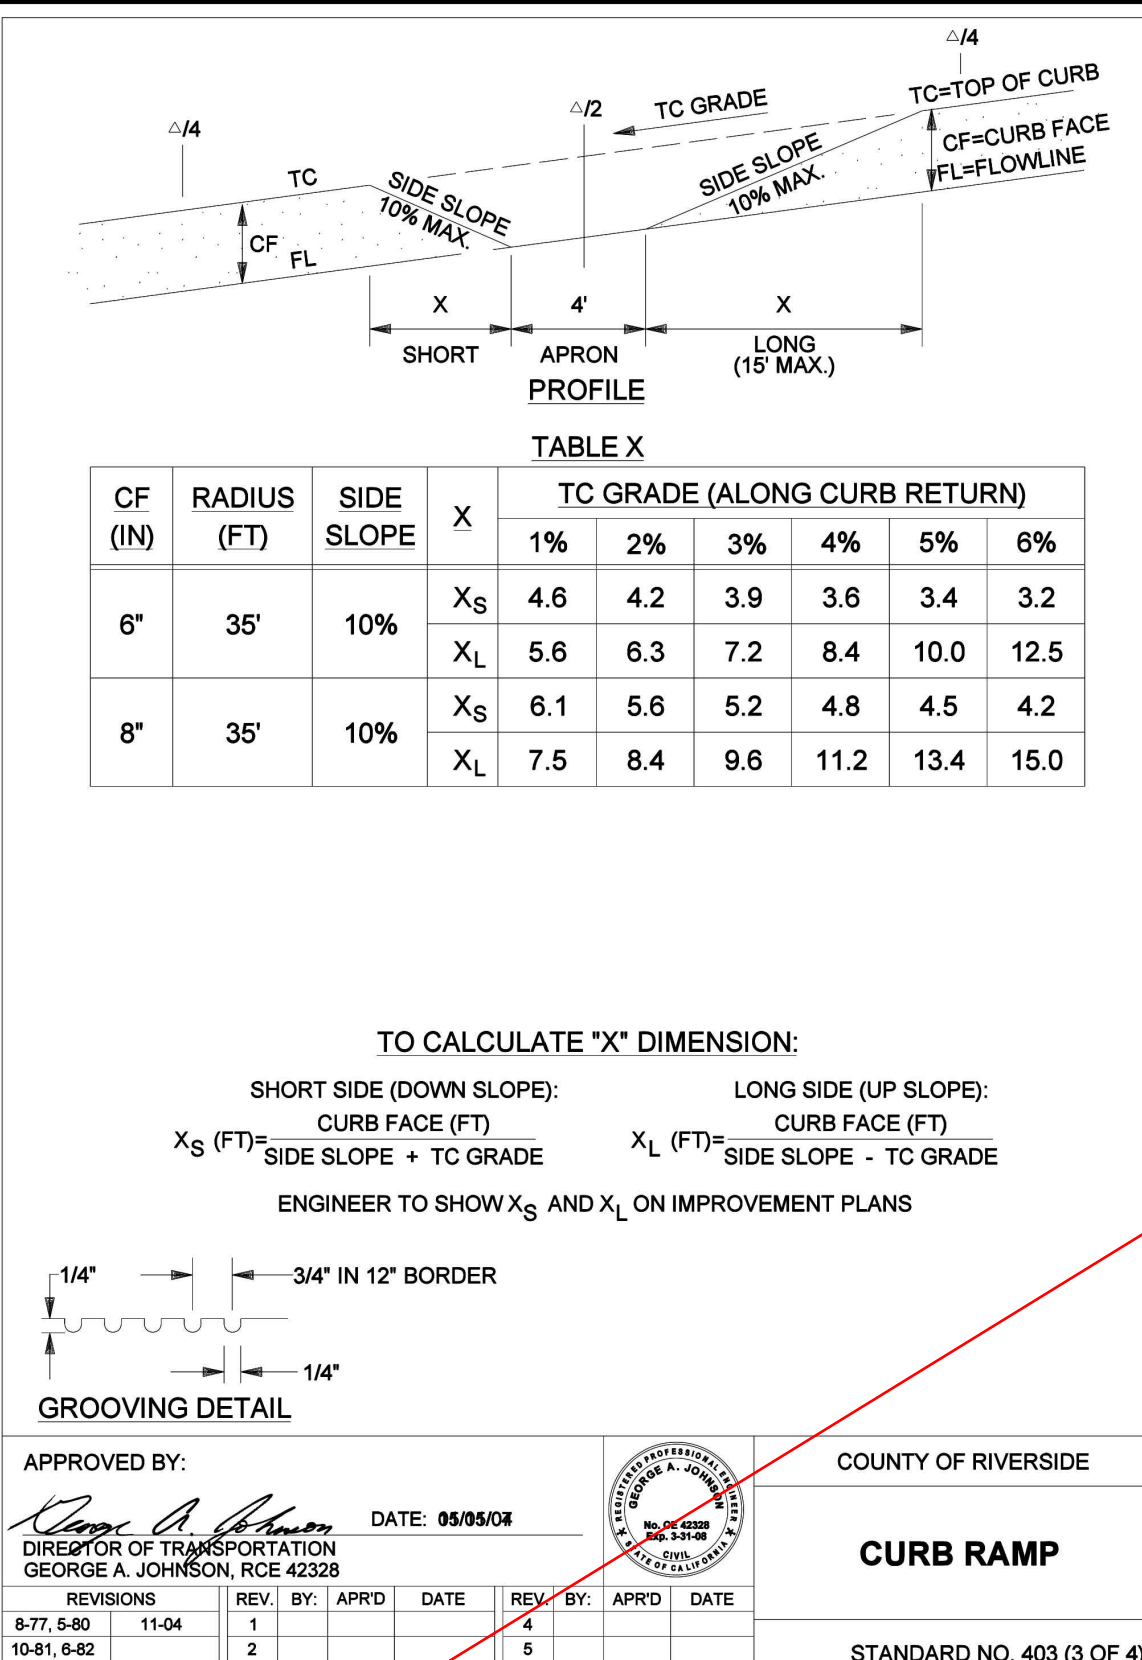 △/4
TC=TOP OF CURB
△/2
TC GRADE
△/4
CF=CURB FACE
SIDE SLOPE
10% MAX.
FL=FLOWLINE
TC
SIDE SLOPE
10% MAX.
CF
FL
X
4'
X
SHORT
APRON
LONG
(15' MAX.)
PROFILE
TABLE X
CF (IN) RADIUS (FT) SIDE SLOPE X TC GRADE (ALONG CURB RETURN)
1% 2% 3% 4% 5% 6%
6" 35' 10% XS 4.6 4.2 3.9 3.6 3.4 3.2
XL 5.6 6.3 7.2 8.4 10.0 12.5
8" 35' 10% XS 6.1 5.6 5.2 4.8 4.5 4.2
XL 7.5 8.4 9.6 11.2 13.4 15.0
TO CALCULATE "X" DIMENSION:
SHORT SIDE (DOWN SLOPE):
XS (FT)= CURB FACE (FT)
SIDE SLOPE + TC GRADE
LONG SIDE (UP SLOPE):
XL (FT)= CURB FACE (FT)
SIDE SLOPE - TC GRADE
ENGINEER TO SHOW XS AND XL ON IMPROVEMENT PLANS
1/4"
3/4" IN 12" BORDER
1/4"
GROOVING DETAIL
APPROVED BY:
George A. Johnson
DATE:
DIRECTOR OF TRANSPORTATION
GEORGE A. JOHNSON, RCE 42328
REGISTERED PROFESSIONAL ENGINEER
GEORGE A. JOHNSON
No. CE 42328
Exp. 3-31-08
CIVIL
STATE OF CALIFORNIA
COUNTY OF RIVERSIDE
CURB RAMP
REVISIONS REV. BY: APR'D DATE REV. BY: APR'D DATE
8-77, 5-80 11-04 1 4
10-81, 6-82 2 5
STANDARD NO. 403 (3 OF 4)